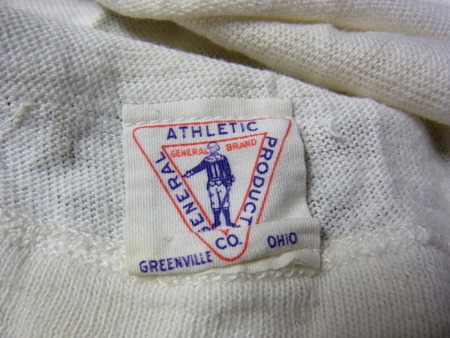 GENERAL
ATHLETIC
PRODUCT
CO.
GENERAL BRAND
GREENVILLE OHIO